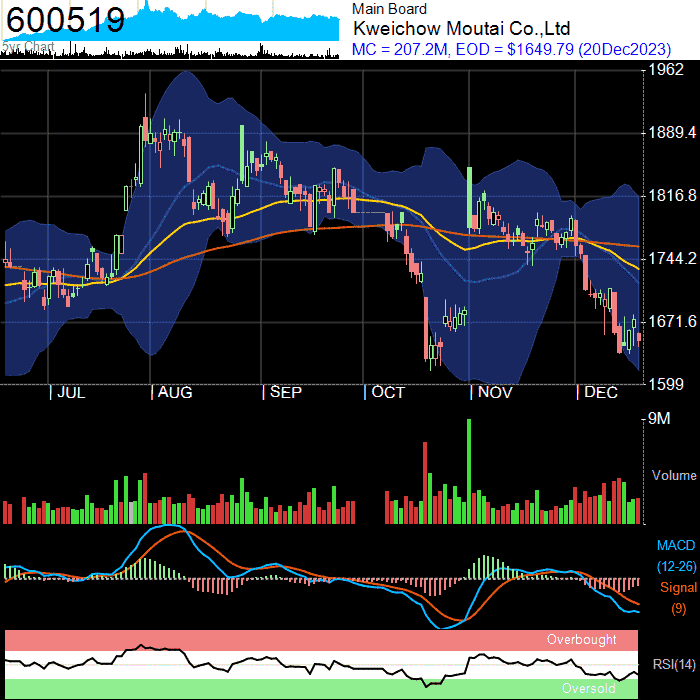 600519
5yr Chart
Main Board
Kweichow Moutai Co.,Ltd
MC = 207.2M, EOD = $1649.79 (20Dec2023)
1962
1889.4
1816.8
1744.2
1671.6
1599
JUL AUG SEP OCT NOV DEC
9M
Volume
MACD
(12-26)
Signal
(9)
Overbought
RSI(14)
Oversold